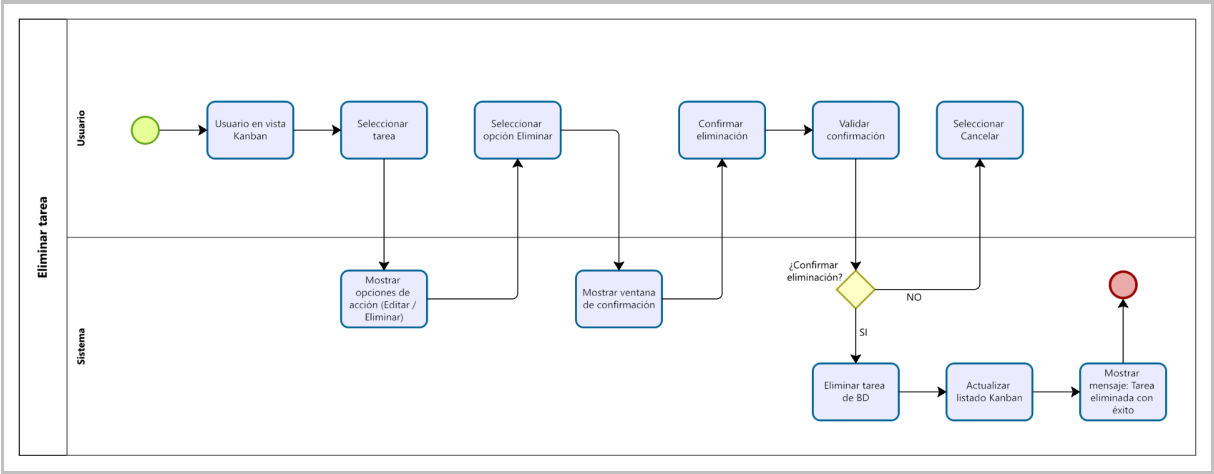 Eliminar tarea
Usuario
Usuario en vista
Kanban
Seleccionar
tarea
Seleccionar
opción Eliminar
Confirmar
eliminación
Validar
confirmación
Seleccionar
Cancelar
Sistema
Mostrar
opciones de
acción (Editar /
Eliminar)
Mostrar ventana
de confirmación
¿Confirmar
eliminación?
NO
SI
Eliminar tarea
de BD
Actualizar
listado Kanban
Mostrar
mensaje: Tarea
eliminada con
éxito